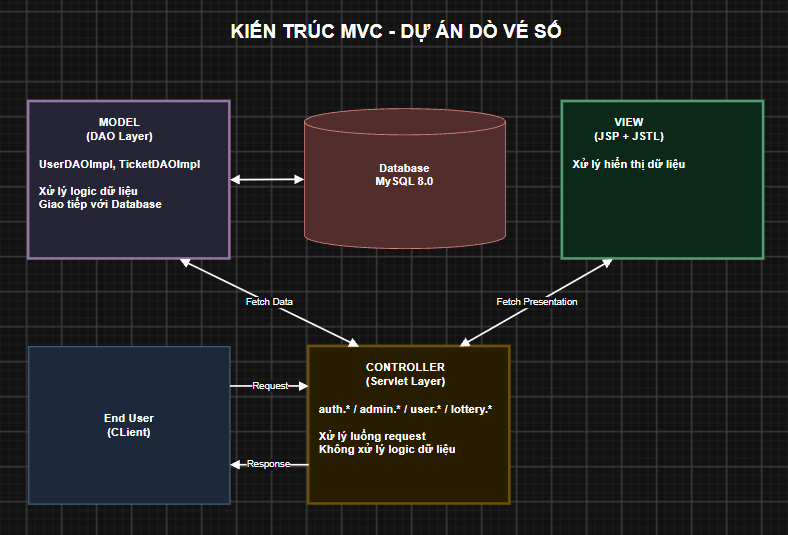 KIẾN TRÚC MVC - DỰ ÁN DÒ VÉ SỐ
MODEL
(DAO Layer)
UserDAOImpl, TicketDAOImpl
Xử lý logic dữ liệu
Giao tiếp với Database
Database
MySQL 8.0
VIEW
(JSP + JSTL)
Xử lý hiển thị dữ liệu
Fetch Data
Fetch Presentation
End User
(CLient)
Request
Response
CONTROLLER
(Servlet Layer)
auth.* / admin.* / user.* / lottery.*
Xử lý luồng request
Không xử lý logic dữ liệu